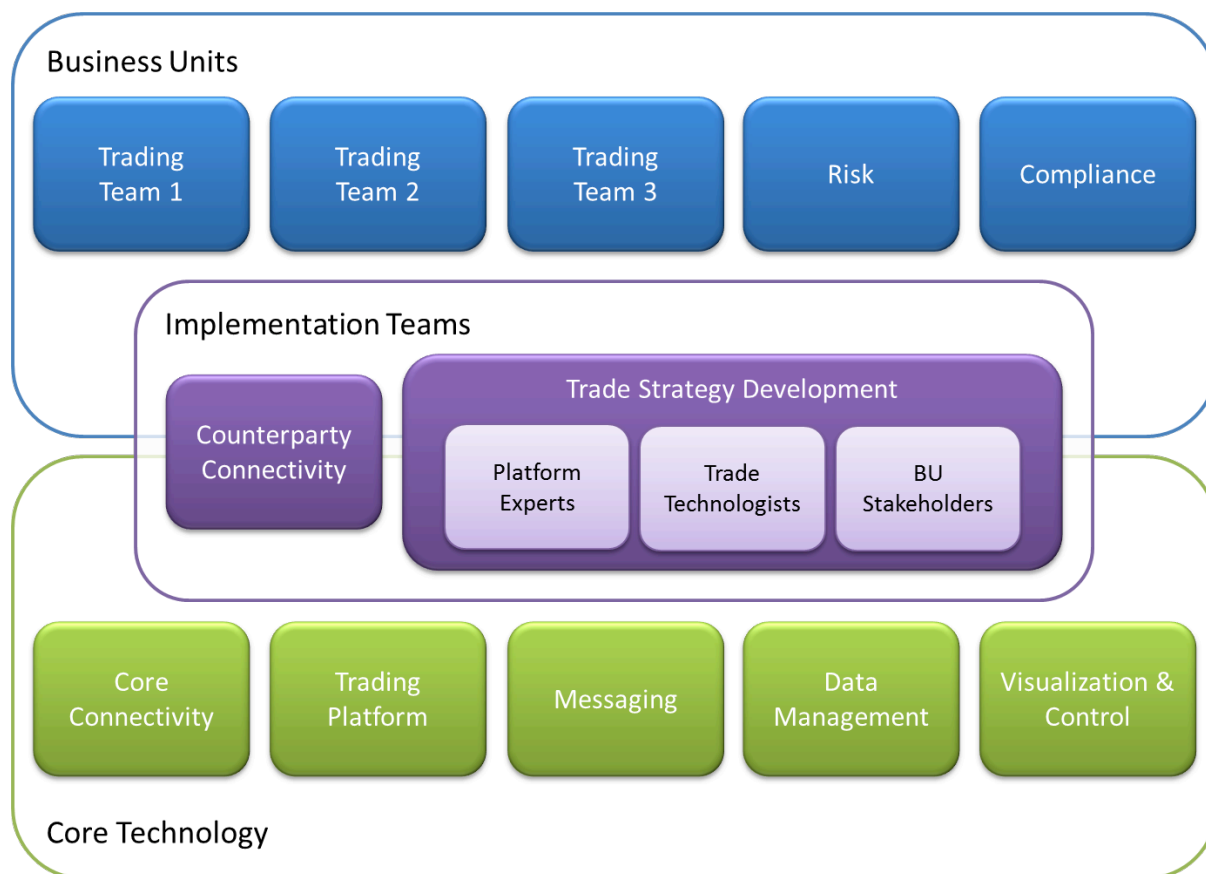 Business Units
Trading
Team 1
Trading
Team 2
Trading
Team 3
Risk
Compliance
Implementation Teams
Counterparty
Connectivity
Trade Strategy Development
Platform
Experts
Trade
Technologists
BU
Stakeholders
Core
Connectivity
Trading
Platform
Messaging
Data
Management
Visualization &
Control
Core Technology